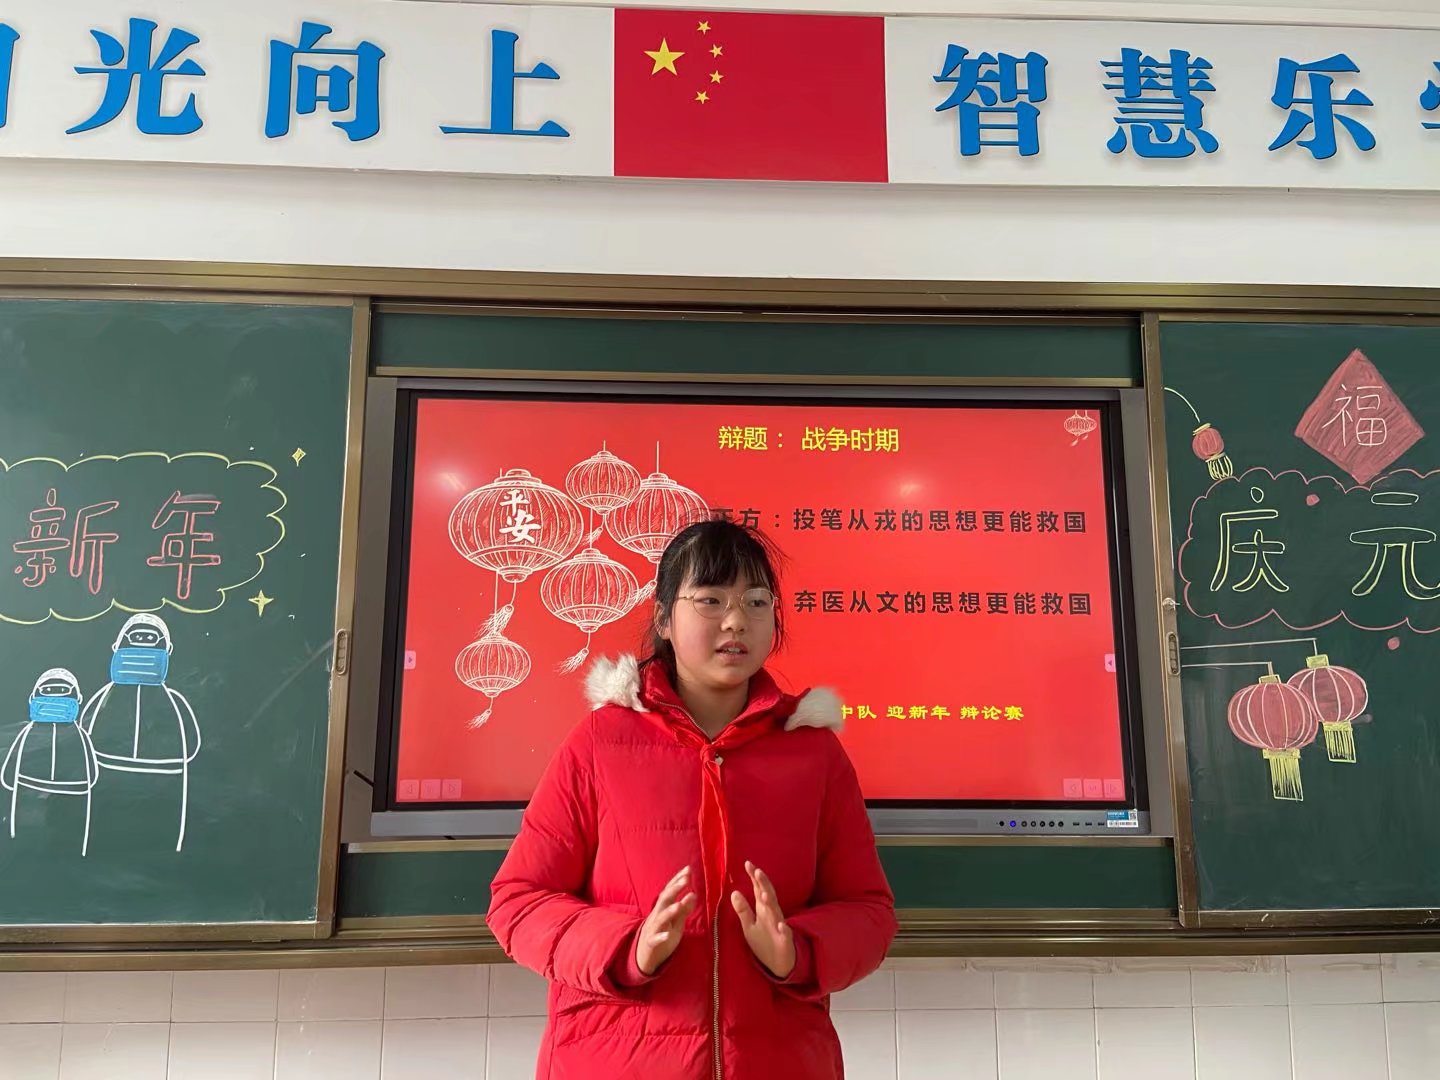 光向上 智慧乐
辩题：战争时期
平安
正方：投笔从戎的思想更能救国
弃医从文的思想更能救国
中队 迎新年 辩论赛
新年
福
庆元